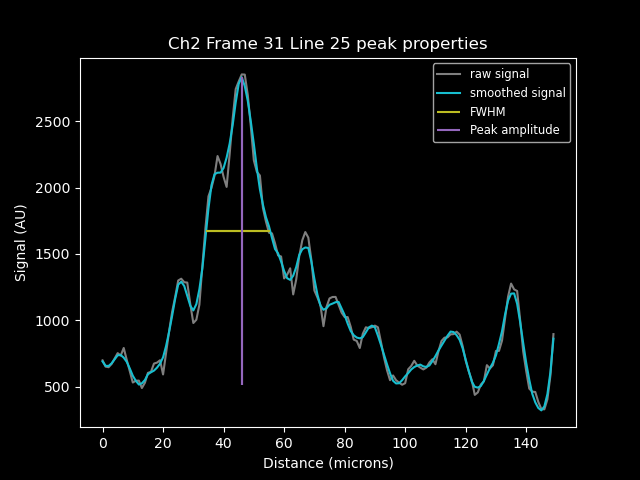 Ch2 Frame 31 Line 25 peak properties
raw signal
smoothed signal
FWHM
Peak amplitude
Signal (AU)
2500
2000
1500
1000
500
0 20 40 60 80 100 120 140
Distance (microns)